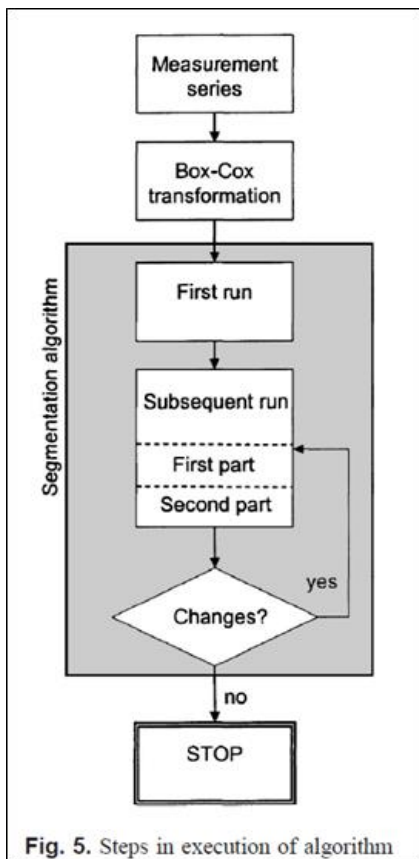 Measurement
series
Box-Cox
transformation
Segmentation algorithm
First run
Subsequent run
First part
Second part
yes
Changes?
no
STOP
Fig. 5. Steps in execution of algorithm